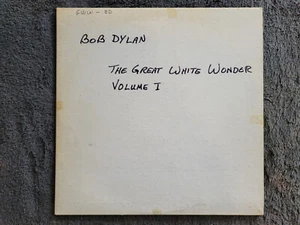 BOB DYLAN
THE GREAT WHITE WONDER
VOLUME I